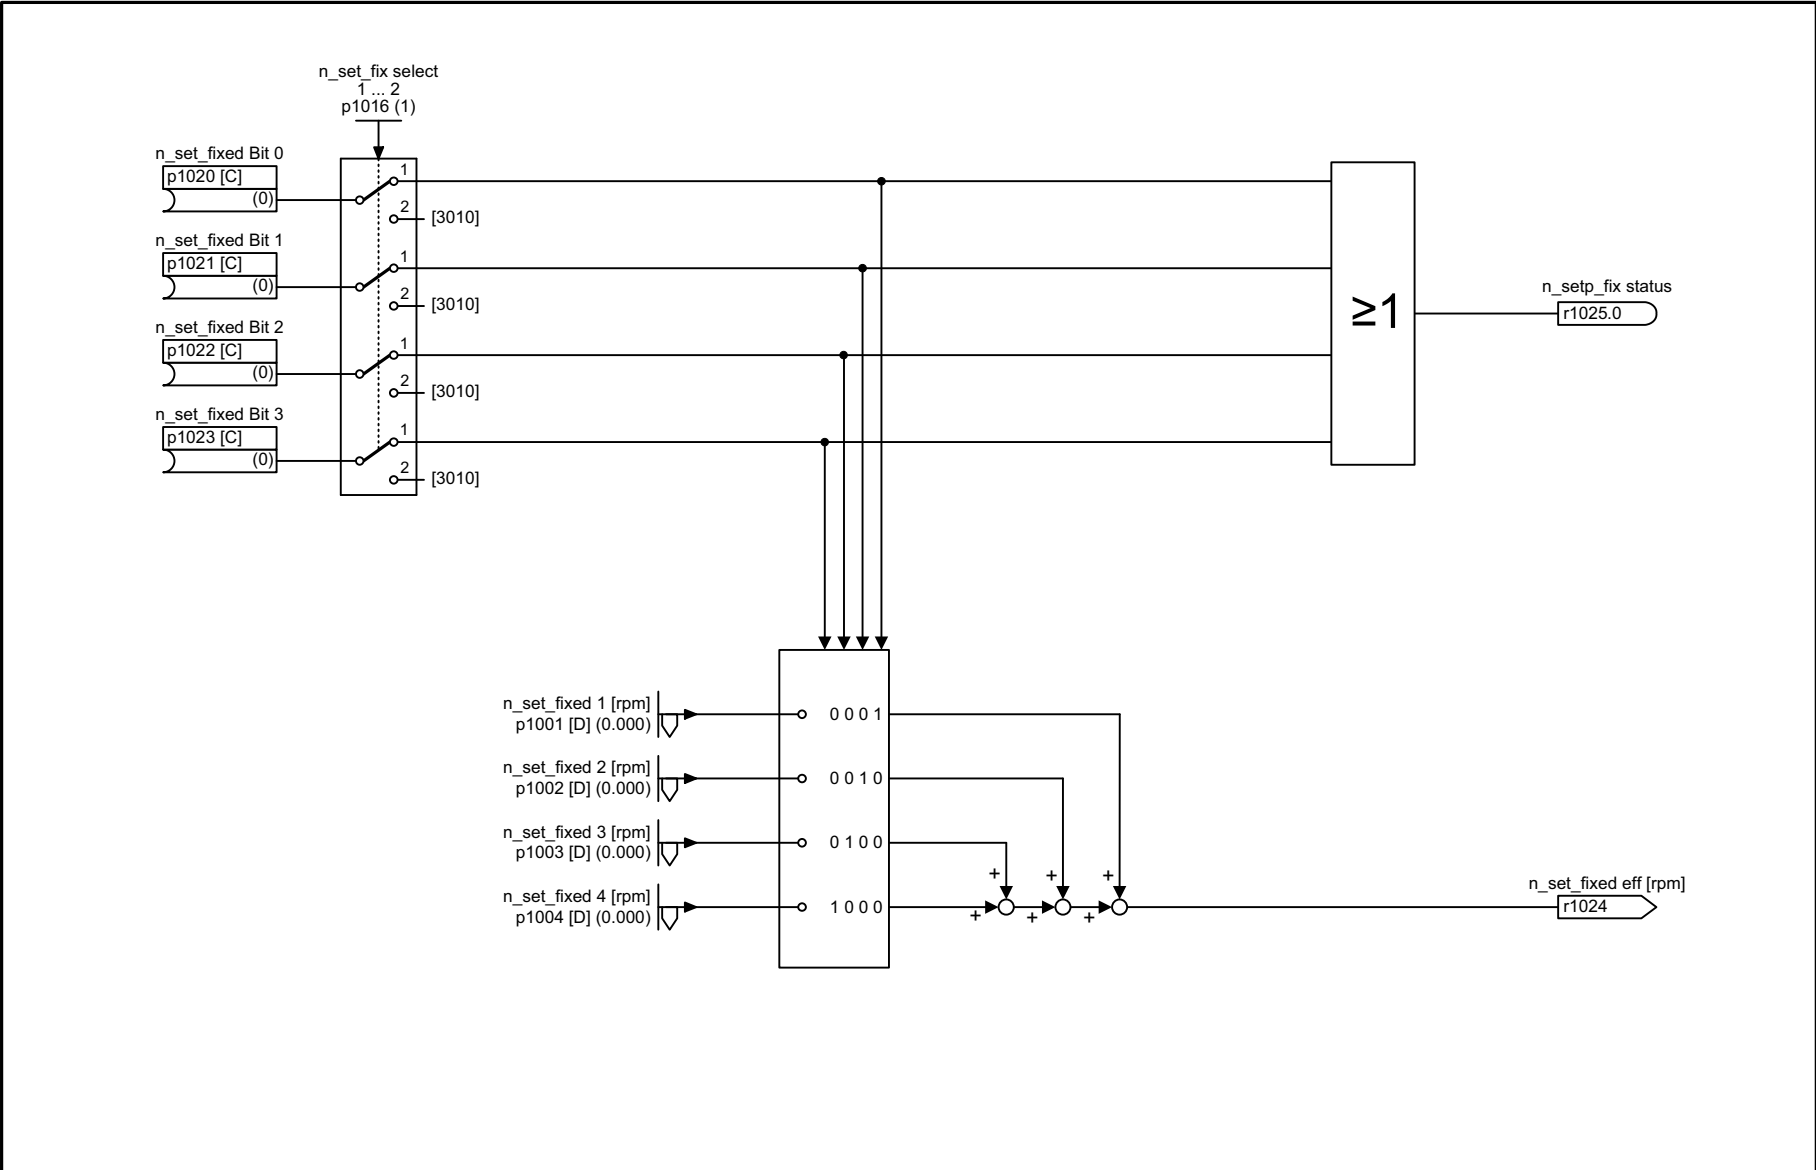 n_set_fix select
1 ... 2
p1016 (1)
n_set_fixed Bit 0
p1020 [C]
(0)
1
2
[3010]
n_set_fixed Bit 1
p1021 [C]
(0)
1
2
[3010]
n_set_fixed Bit 2
p1022 [C]
(0)
1
2
[3010]
n_set_fixed Bit 3
p1023 [C]
(0)
1
2
[3010]
≥1
n_setp_fix status
r1025.0
n_set_fixed 1 [rpm]
p1001 [D] (0.000)
0 0 0 1
n_set_fixed 2 [rpm]
p1002 [D] (0.000)
0 0 1 0
n_set_fixed 3 [rpm]
p1003 [D] (0.000)
0 1 0 0
n_set_fixed 4 [rpm]
p1004 [D] (0.000)
1 0 0 0
+
+
+
+
+
+
n_set_fixed eff [rpm]
r1024